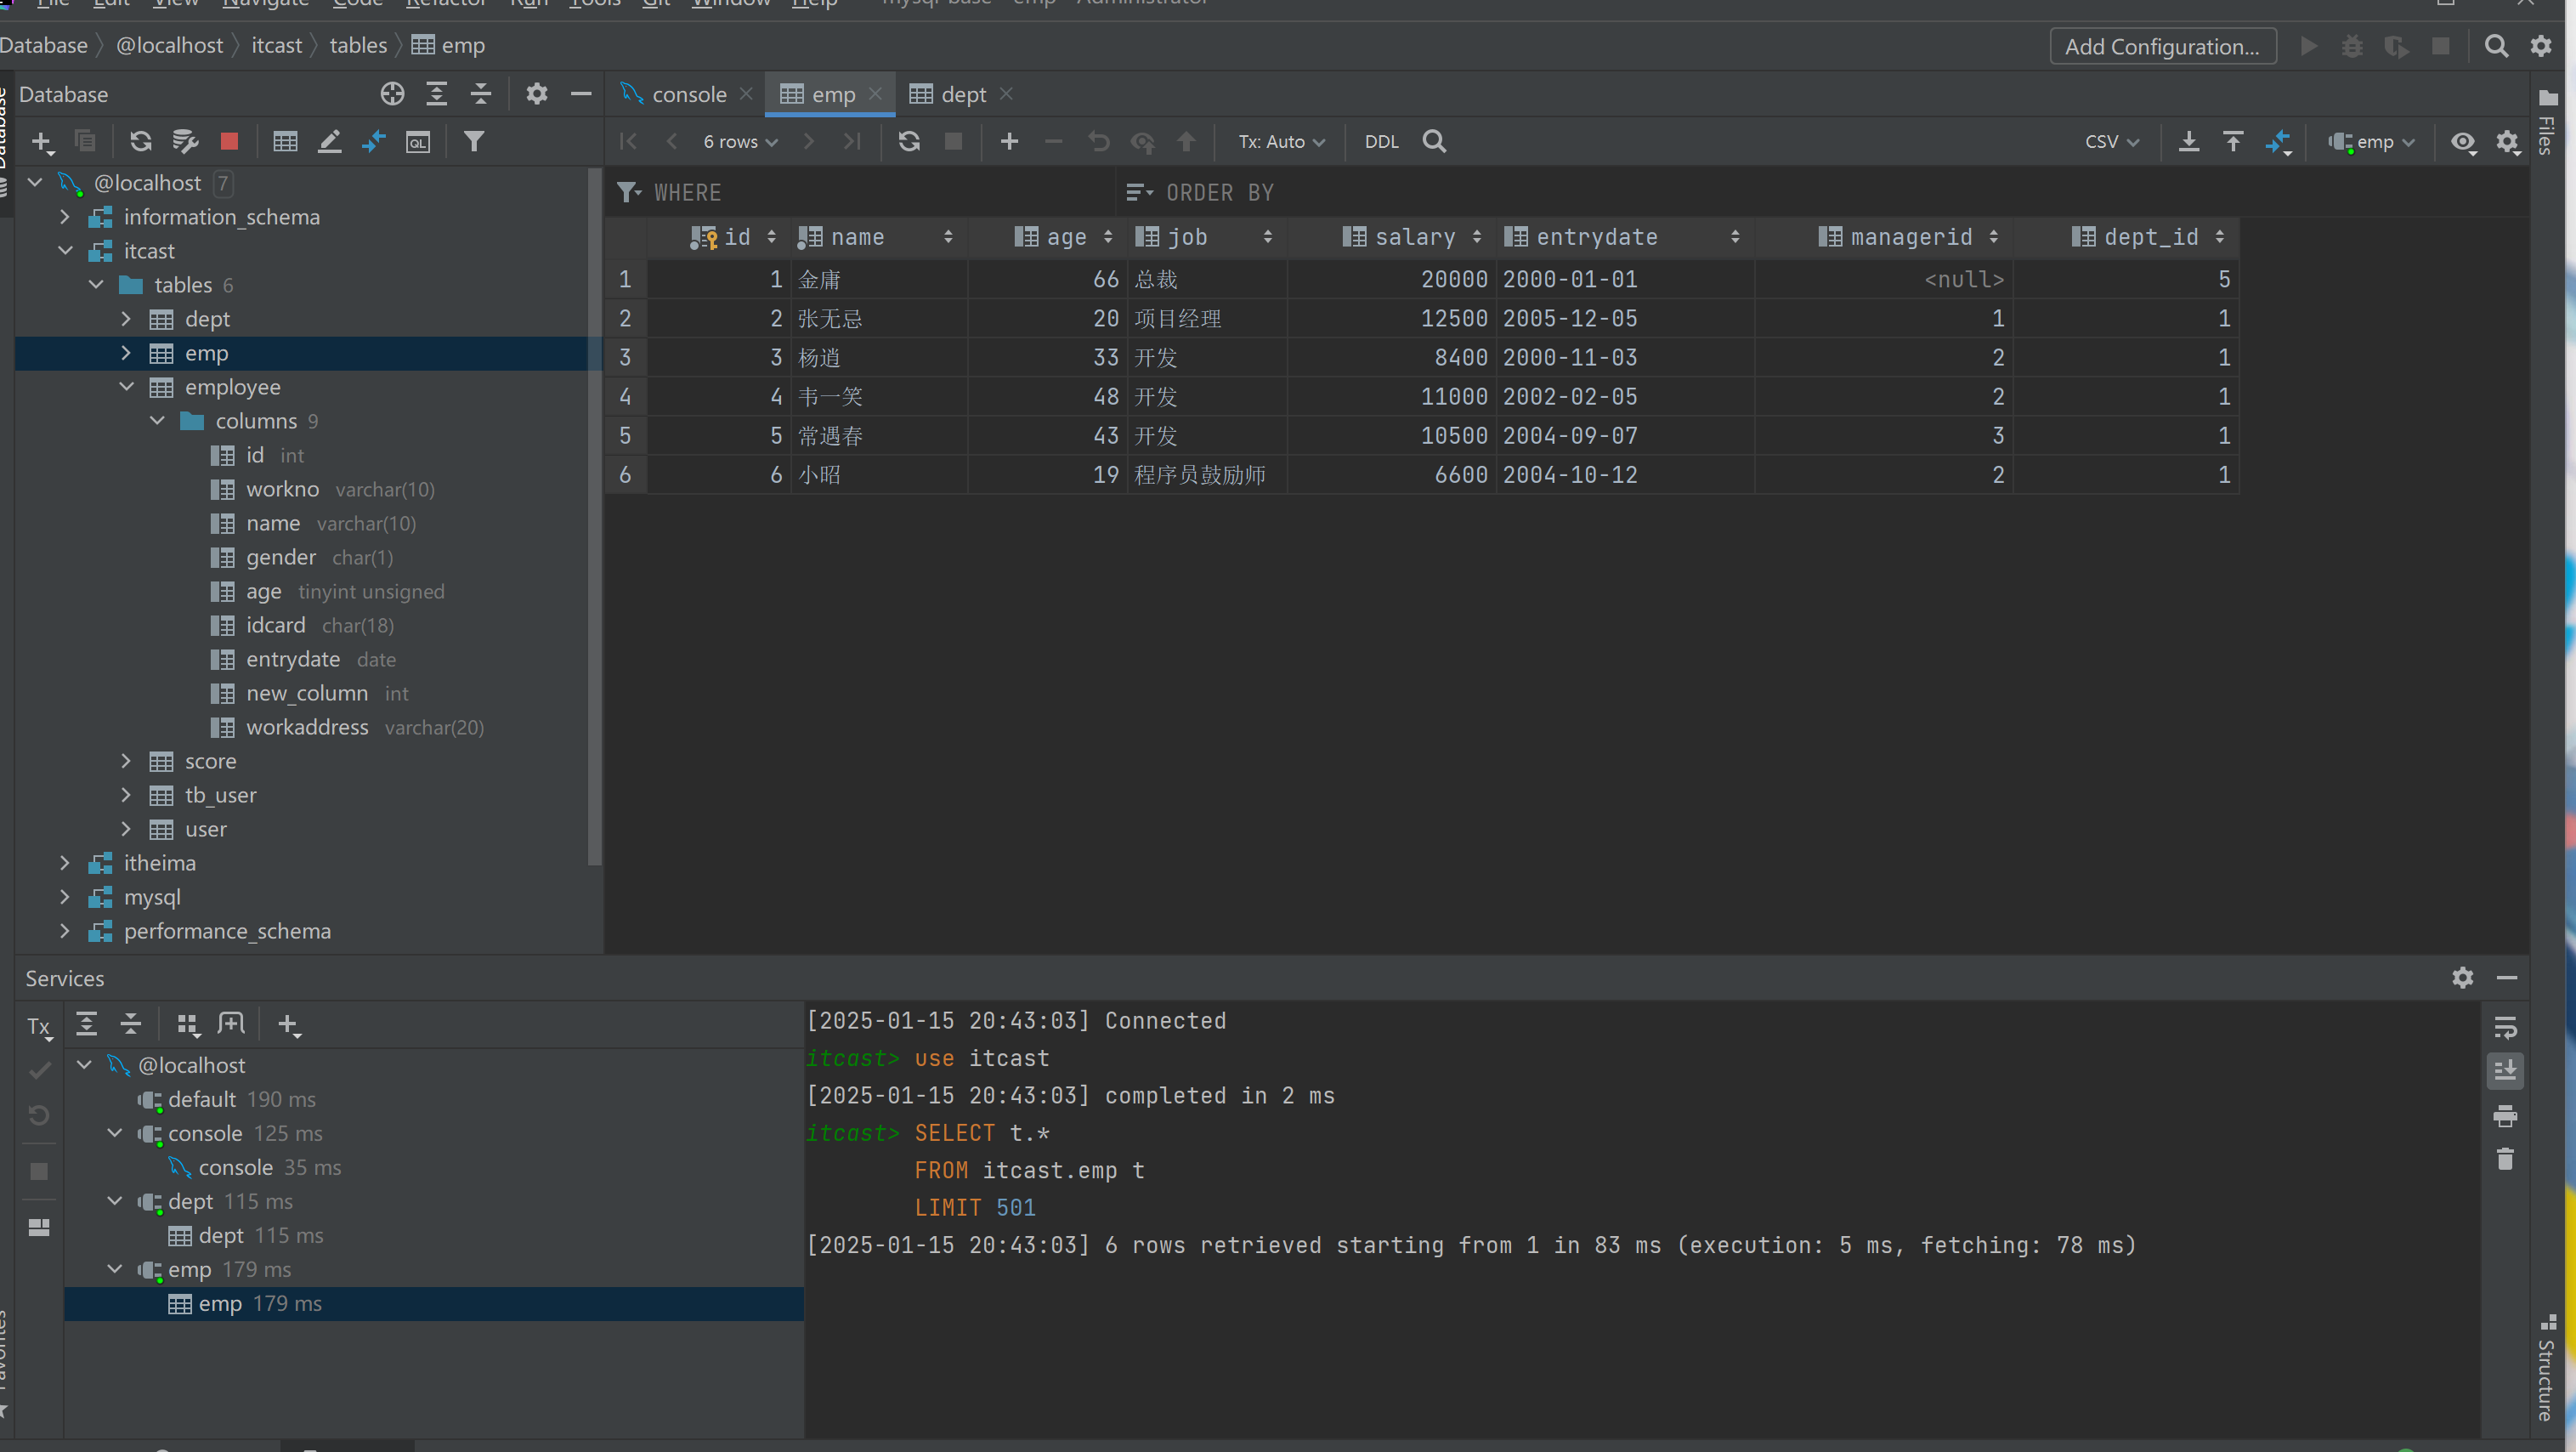 File Edit View Navigate Code Refactor Run Tools Git Window Help mysql-base - emp - Administrator
Database @localhost itcast tables emp Add Configuration...
Database
console emp dept
6 rows Tx: Auto DDL CSV emp
WHERE ORDER BY
id name age job salary entrydate managerid dept_id
1 1 金庸 66 总裁 20000 2000-01-01 <null> 5
2 2 张无忌 20 项目经理 12500 2005-12-05 1 1
3 3 杨逍 33 开发 8400 2000-11-03 2 1
4 4 韦一笑 48 开发 11000 2002-02-05 2 1
5 5 常遇春 43 开发 10500 2004-09-07 3 1
6 6 小昭 19 程序员鼓励师 6600 2004-10-12 2 1
@localhost 7
information_schema
itcast
tables 6
dept
emp
employee
columns 9
id int
workno varchar(10)
name varchar(10)
gender char(1)
age tinyint unsigned
idcard char(18)
entrydate date
new_column int
workaddress varchar(20)
score
tb_user
user
itheima
mysql
performance_schema
Database
Files
Services
Tx
@localhost
default 190 ms
console 125 ms
console 35 ms
dept 115 ms
dept 115 ms
emp 179 ms
emp 179 ms
[2025-01-15 20:43:03] Connected
itcast> use itcast
[2025-01-15 20:43:03] completed in 2 ms
itcast> SELECT t.*
FROM itcast.emp t
LIMIT 501
[2025-01-15 20:43:03] 6 rows retrieved starting from 1 in 83 ms (execution: 5 ms, fetching: 78 ms)
Favorites
Structure